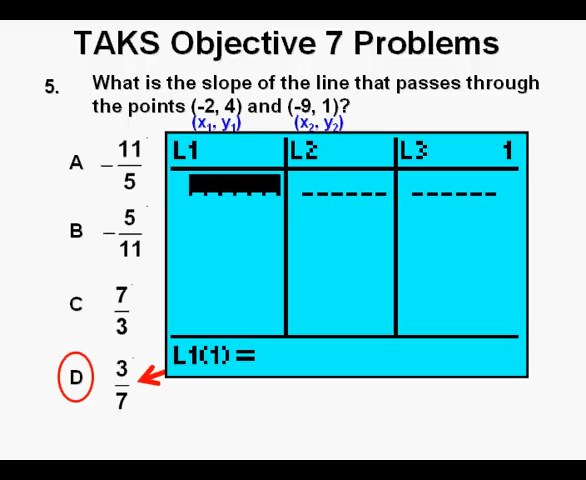 TAKS Objective 7 Problems
5. What is the slope of the line that passes through
the points (-2, 4) and (-9, 1)?
(x₁, y₁) (x₂, y₂)
A −11/5
B −5/11
C 7/3
D 3/7
L1 L2 L3 1
L1(1) =